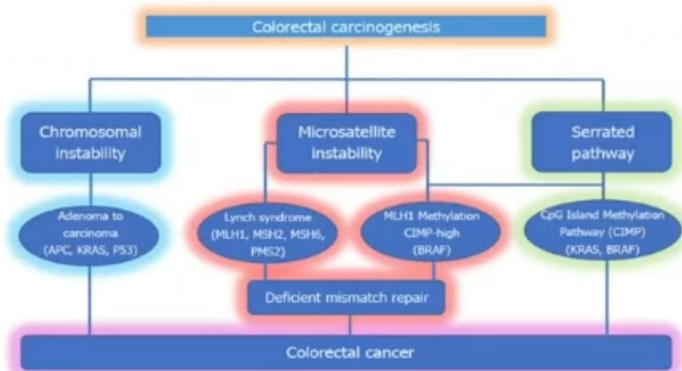 Colorectal carcinogenesis
Chromosomal
instability
Microsatellite
instability
Serrated
pathway
Adenoma to
carcinoma
(APC, KRAS, P53)
Lynch syndrome
(MLH1, MSH2, MSH6,
PMS2)
MLH1 Methylation
CIMP-high
(BRAF)
CpG Island Methylation
Pathway (CIMP)
(KRAS, BRAF)
Deficient mismatch repair
Colorectal cancer